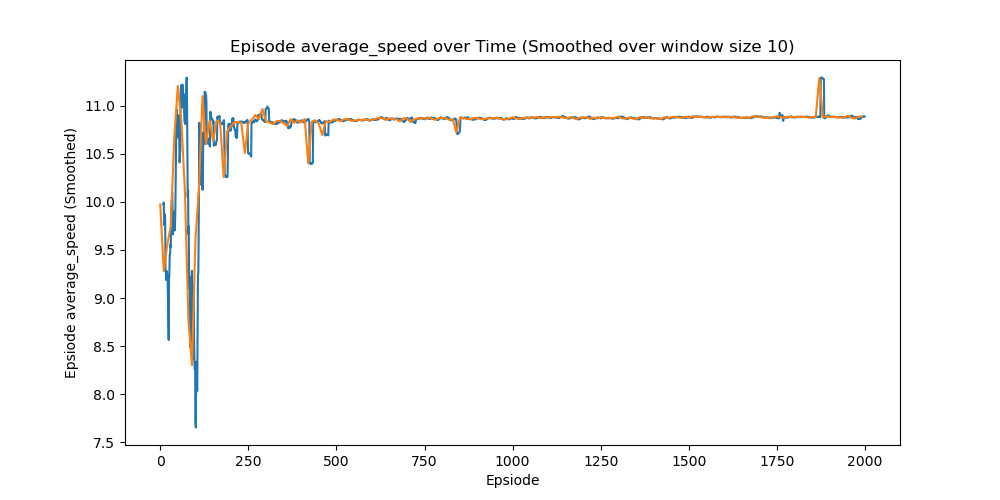 Episode average_speed over Time (Smoothed over window size 10)
Epsiode average_speed (Smoothed)
11.0
10.5
10.0
9.5
9.0
8.5
8.0
7.5
0 250 500 750 1000 1250 1500 1750 2000
Epsiode